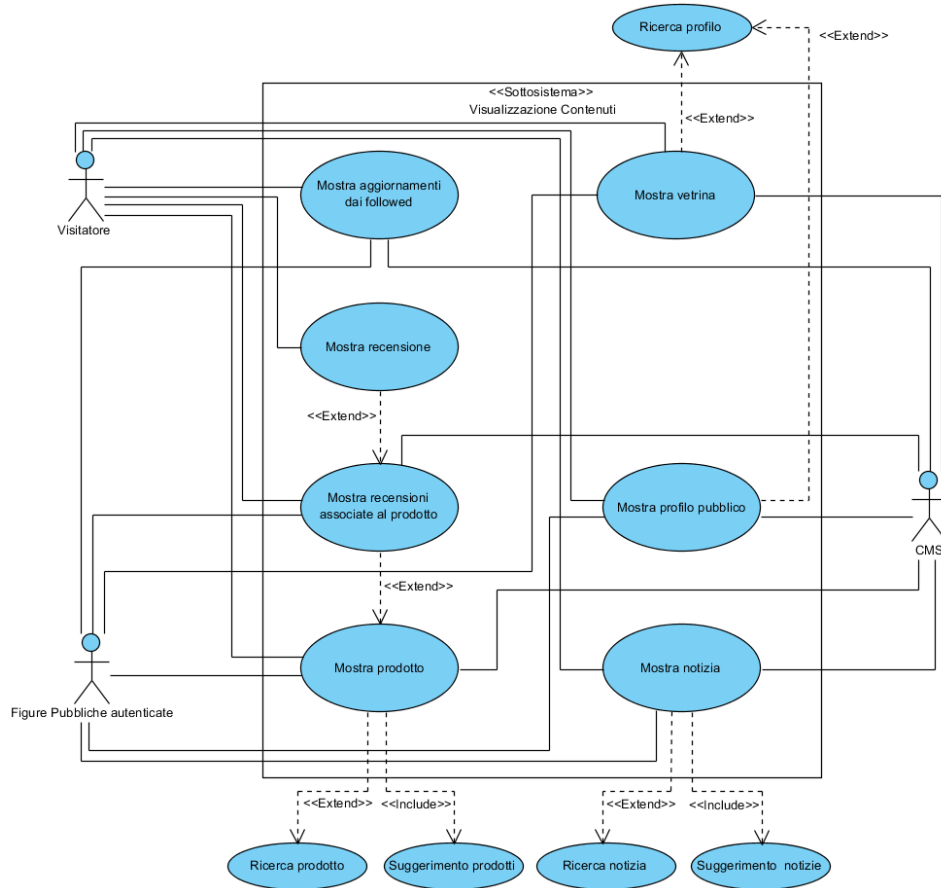 Ricerca profilo
<<Extend>>
<<Sottosistema>>
Visualizzazione Contenuti
<<Extend>>
Visitatore
Mostra aggiornamenti
dai followed
Mostra vetrina
Mostra recensione
<<Extend>>
Mostra recensioni
associate al prodotto
Mostra profilo pubblico
CMS
<<Extend>>
Mostra prodotto
Mostra notizia
Figure Pubbliche autenticate
<<Extend>>
<<Include>>
<<Extend>>
<<Include>>
Ricerca prodotto
Suggerimento prodotti
Ricerca notizia
Suggerimento notizie